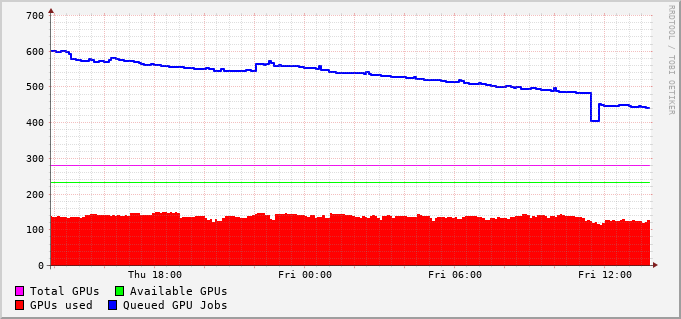 700
600
500
400
300
200
100
0
Thu 18:00 Fri 00:00 Fri 06:00 Fri 12:00
Total GPUs Available GPUs
GPUs used Queued GPU Jobs
RRDTOOL / TOBI OETIKER